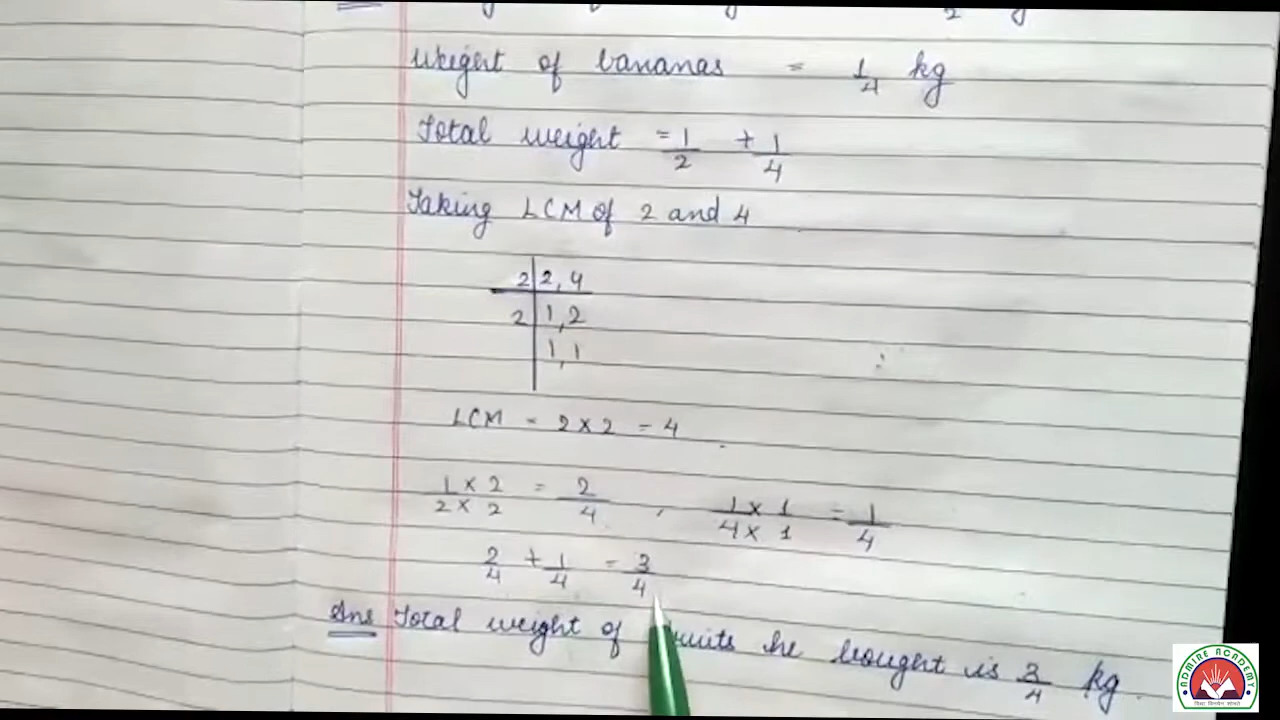 2
Weight of bananas = 1/4 kg
Total weight = 1/2 + 1/4
Taking LCM of 2 and 4
2 | 2, 4
2 | 1, 2
| 1, 1
LCM = 2 × 2 = 4
1 × 2 / 2 × 2 = 2/4 , 1 × 1 / 4 × 1 = 1/4
2/4 + 1/4 = 3/4
Ans Total weight of fruits he bought is 3/4 kg.
ADMIRE ACADEMY